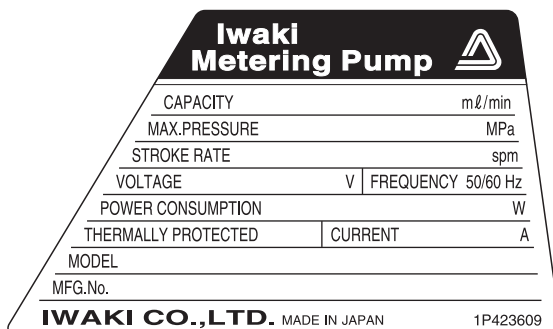 Iwaki
Metering Pump
CAPACITY mℓ/min
MAX.PRESSURE MPa
STROKE RATE spm
VOLTAGE V FREQUENCY 50/60 Hz
POWER CONSUMPTION W
THERMALLY PROTECTED CURRENT A
MODEL
MFG.No.
IWAKI CO.,LTD. MADE IN JAPAN 1P423609